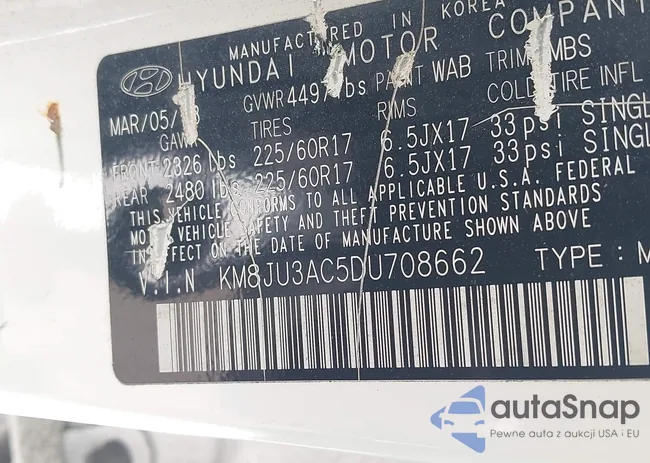 MANUFACTURED IN KOREA
HYUNDAI MOTOR COMPANY
MAR/05/ GVWR 4497 lbs PAINT WAB TRIM MBS
GAWR TIRES RIMS COLD TIRE INFL
FRONT 2326 lbs 225/60R17 6.5JX17 33psi SINGL
REAR 2480 lbs 225/60R17 6.5JX17 33psi SINGL
THIS VEHICLE CONFORMS TO ALL APPLICABLE U.S.A. FEDERAL
MOTOR VEHICLE SAFETY AND THEFT PREVENTION STANDARDS
IN EFFECT ON THE DATE OF MANUFACTURE SHOWN ABOVE
V.I.N KM8JU3AC5DU708662 TYPE: M
autaSnap
Pewne auta z aukcji USA i EU